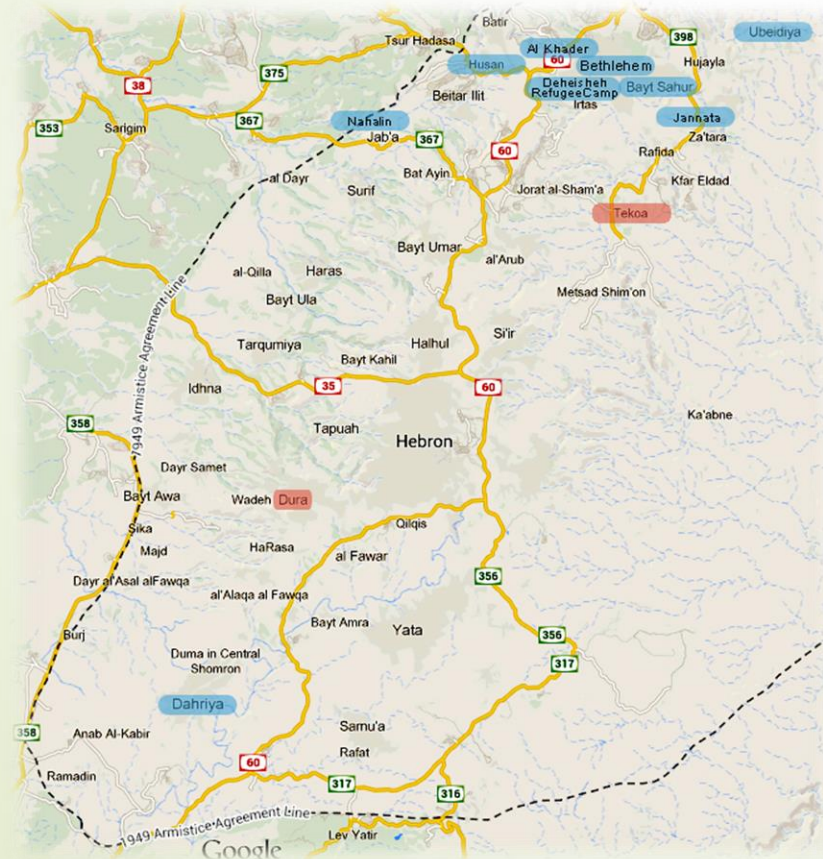 Batir
Ubeidiya
398
Tsur Hadasa
Al Khader
60
Husan
Bethlehem
Hujayla
375
38
Deheisheh
RefugeeCamp
Bayt Sahur
Beitar Ilit
Irtas
Nahalin
Jannata
367
353
Sarigim
Jab'a
367
Za'tara
60
Rafida
Bat Ayin
al Dayr
Surif
Jorat al-Sham'a
Kfar Eldad
Tekoa
Bayt Umar
al'Arub
al-Qilla
Haras
Metsad Shim'on
Bayt Ula
1949 Armistice Agreement Line
Si'ir
Halhul
Tarqumiya
Bayt Kahil
Idhna
35
60
Ka'abne
358
Tapuah
Hebron
Dayr Samet
Bayt Awa
Wadeh Dura
Qilqis
Sika
Majd
HaRasa
al Fawar
Dayr al'Asal alFawqa
356
al'Alaqa al Fawqa
Bayt Amra
Yata
Burj
356
Duma in Central
Shomron
317
Dahriya
358
Anab Al-Kabir
Samu'a
Rafat
60
Ramadin
317
316
1949 Armistice Agreement Line
Lev Yatir
Google